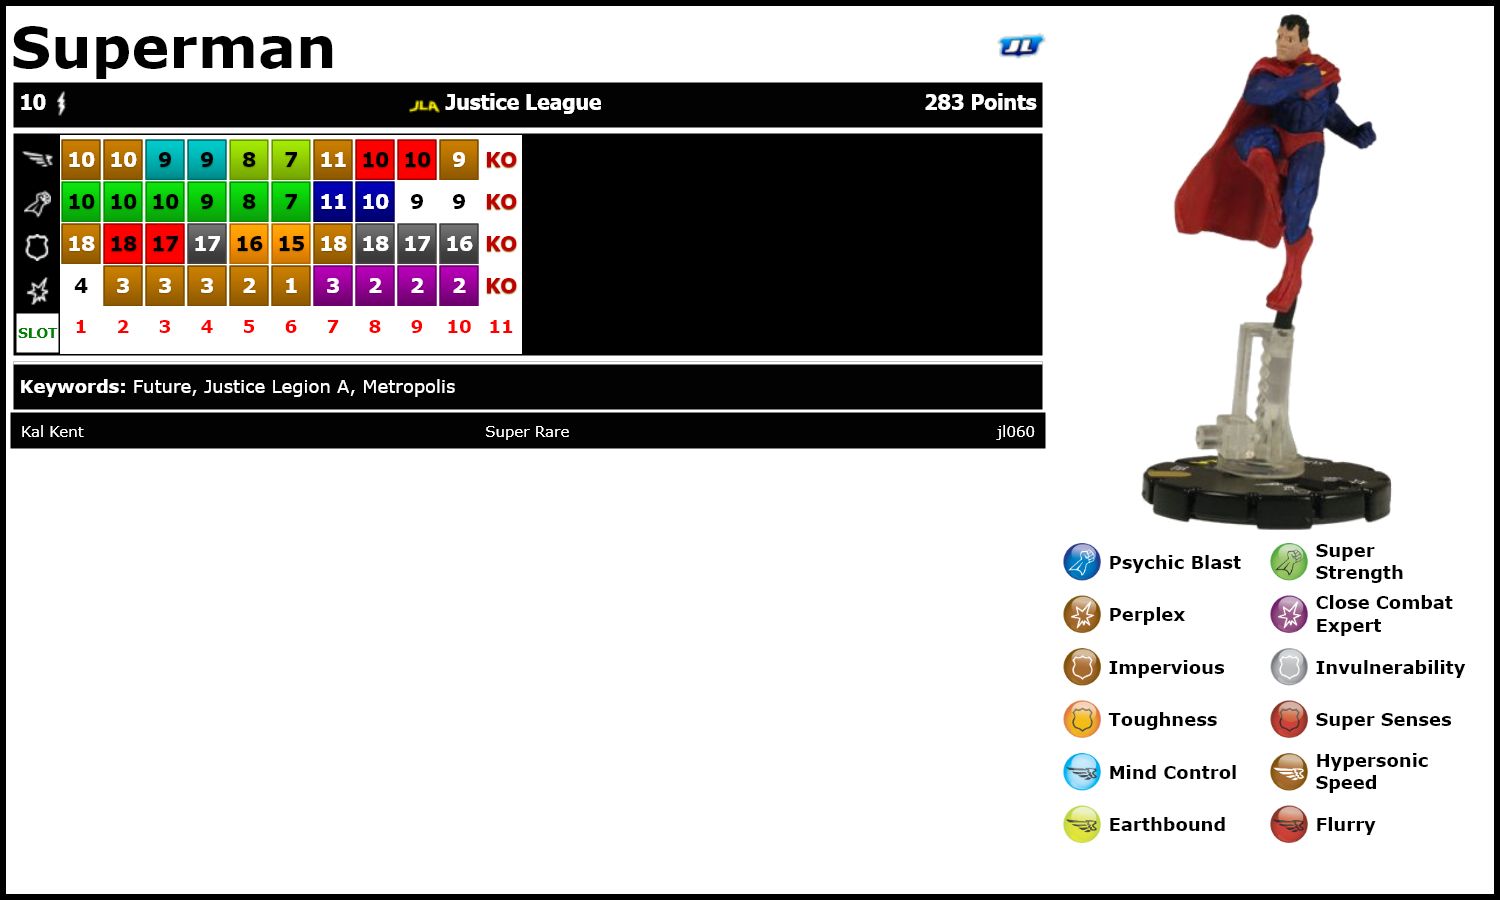 Superman
JL
10 JLA Justice League 283 Points
10 10 9 9 8 7 11 10 10 9 KO
10 10 10 9 8 7 11 10 9 9 KO
18 18 17 17 16 15 18 18 17 16 KO
4 3 3 3 2 1 3 2 2 2 KO
SLOT 1 2 3 4 5 6 7 8 9 10 11
Keywords: Future, Justice Legion A, Metropolis
Kal Kent Super Rare jl060
Psychic Blast
Super
Strength
Perplex
Close Combat
Expert
Impervious
Invulnerability
Toughness
Super Senses
Mind Control
Hypersonic
Speed
Earthbound
Flurry